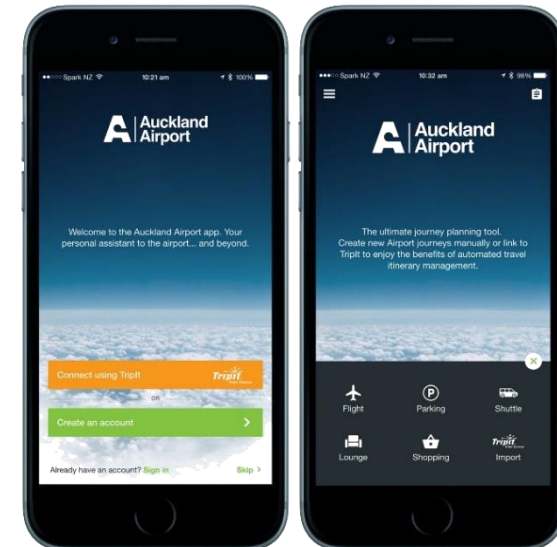 Spark NZ 10:21 am 100%
Auckland
Airport
Welcome to the Auckland Airport app. Your
personal assistant to the airport... and beyond.
Connect using TripIt TripIt
OR
Create an account
Already have an account? Sign in Skip
Spark NZ 10:32 am 98%
Auckland
Airport
The ultimate journey planning tool.
Create new Airport journeys manually or link to
TripIt to enjoy the benefits of automated travel
itinerary management.
Flight Parking Shuttle
Lounge Shopping TripIt
Import